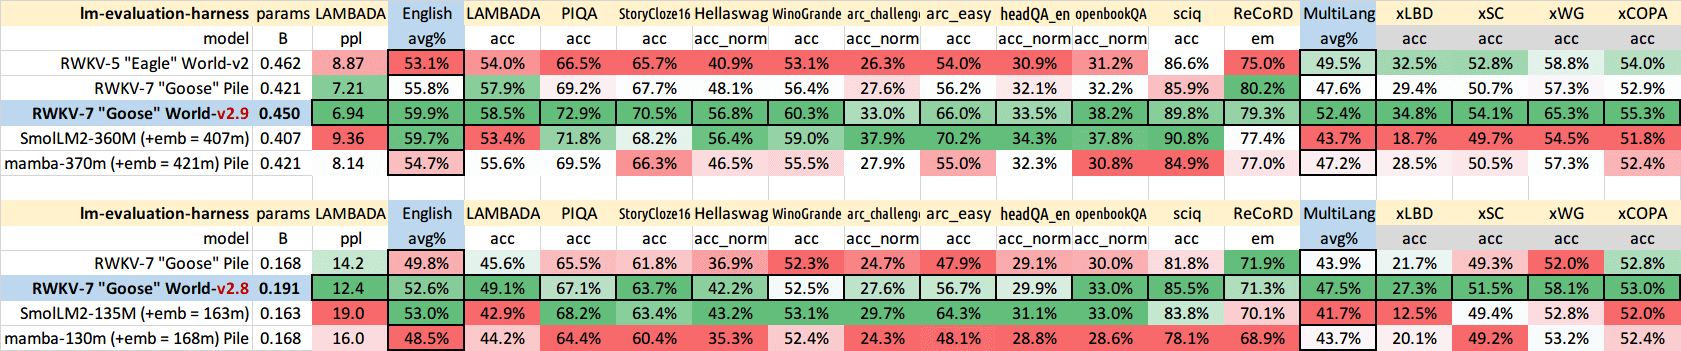 lm-evaluation-harness params LAMBADA English LAMBADA PIQA StoryCloze16 Hellaswag WinoGrande arc_challenge arc_easy headQA_en openbookQA sciq ReCoRD MultiLang xLBD xSC xWG xCOPA
model B ppl avg% acc acc acc acc_norm acc acc_norm acc acc_norm acc_norm acc em avg% acc acc acc acc
RWKV-5 "Eagle" World-v2 0.462 8.87 53.1% 54.0% 66.5% 65.7% 40.9% 53.1% 26.3% 54.0% 30.9% 31.2% 86.6% 75.0% 49.5% 32.5% 52.8% 58.8% 54.0%
RWKV-7 "Goose" Pile 0.421 7.21 55.8% 57.9% 69.2% 67.7% 48.1% 56.4% 27.6% 56.2% 32.1% 32.2% 85.9% 80.2% 47.6% 29.4% 50.7% 57.3% 52.9%
RWKV-7 "Goose" World-v2.9 0.450 6.94 59.9% 58.5% 72.9% 70.5% 56.8% 60.3% 33.0% 66.0% 33.5% 38.2% 89.8% 79.3% 52.4% 34.8% 54.1% 65.3% 55.3%
SmolLM2-360M (+emb = 407m) 0.407 9.36 59.7% 53.4% 71.8% 68.2% 56.4% 59.0% 37.9% 70.2% 34.3% 37.8% 90.8% 77.4% 43.7% 18.7% 49.7% 54.5% 51.8%
mamba-370m (+emb = 421m) Pile 0.421 8.14 54.7% 55.6% 69.5% 66.3% 46.5% 55.5% 27.9% 55.0% 32.3% 30.8% 84.9% 77.0% 47.2% 28.5% 50.5% 57.3% 52.4%
lm-evaluation-harness params LAMBADA English LAMBADA PIQA StoryCloze16 Hellaswag WinoGrande arc_challenge arc_easy headQA_en openbookQA sciq ReCoRD MultiLang xLBD xSC xWG xCOPA
model B ppl avg% acc acc acc acc_norm acc acc_norm acc acc_norm acc_norm acc em avg% acc acc acc acc
RWKV-7 "Goose" Pile 0.168 14.2 49.8% 45.6% 65.5% 61.8% 36.9% 52.3% 24.7% 47.9% 29.1% 30.0% 81.8% 71.9% 43.9% 21.7% 49.3% 52.0% 52.8%
RWKV-7 "Goose" World-v2.8 0.191 12.4 52.6% 49.1% 67.1% 63.7% 42.2% 52.5% 27.6% 56.7% 29.9% 33.0% 85.5% 71.3% 47.5% 27.3% 51.5% 58.1% 53.0%
SmolLM2-135M (+emb = 163m) 0.163 19.0 53.0% 42.9% 68.2% 63.4% 43.2% 53.1% 29.7% 64.3% 31.1% 33.0% 83.8% 70.1% 41.7% 12.5% 49.4% 52.8% 52.0%
mamba-130m (+emb = 168m) Pile 0.168 16.0 48.5% 44.2% 64.4% 60.4% 35.3% 52.4% 24.3% 48.1% 28.8% 28.6% 78.1% 68.9% 43.7% 20.1% 49.2% 53.2% 52.4%